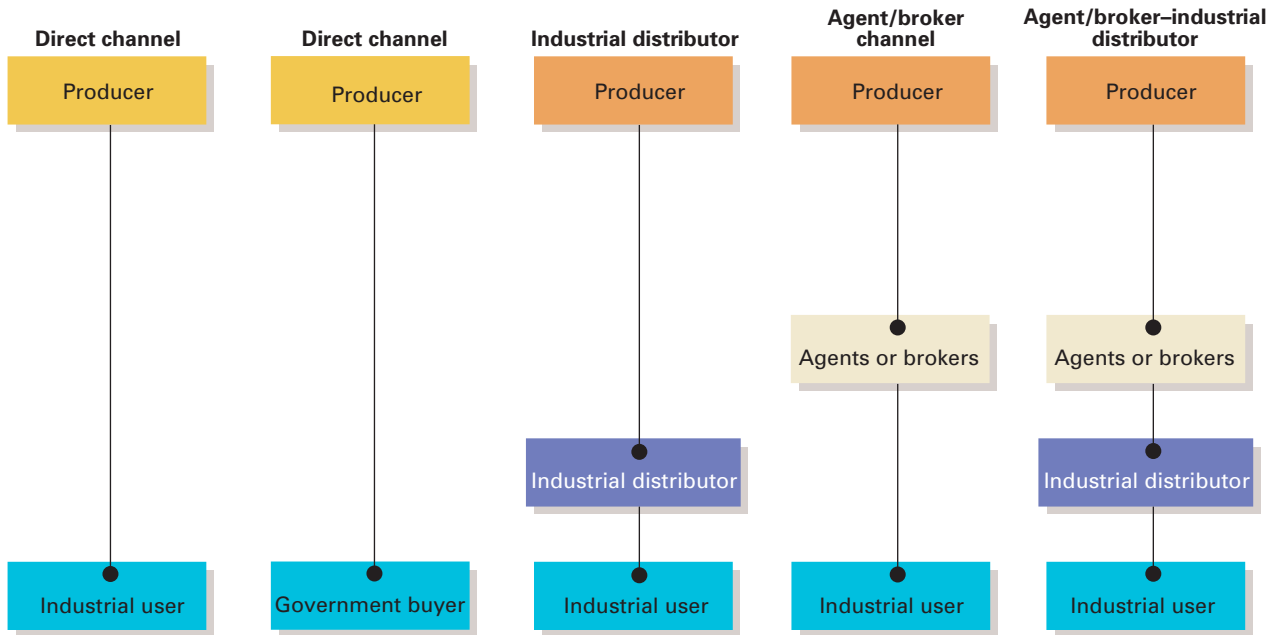 Direct channel
Direct channel
Industrial distributor
Agent/broker
channel
Agent/broker–industrial
distributor
Producer
Producer
Producer
Producer
Producer
Agents or brokers
Agents or brokers
Industrial distributor
Industrial distributor
Industrial user
Government buyer
Industrial user
Industrial user
Industrial user